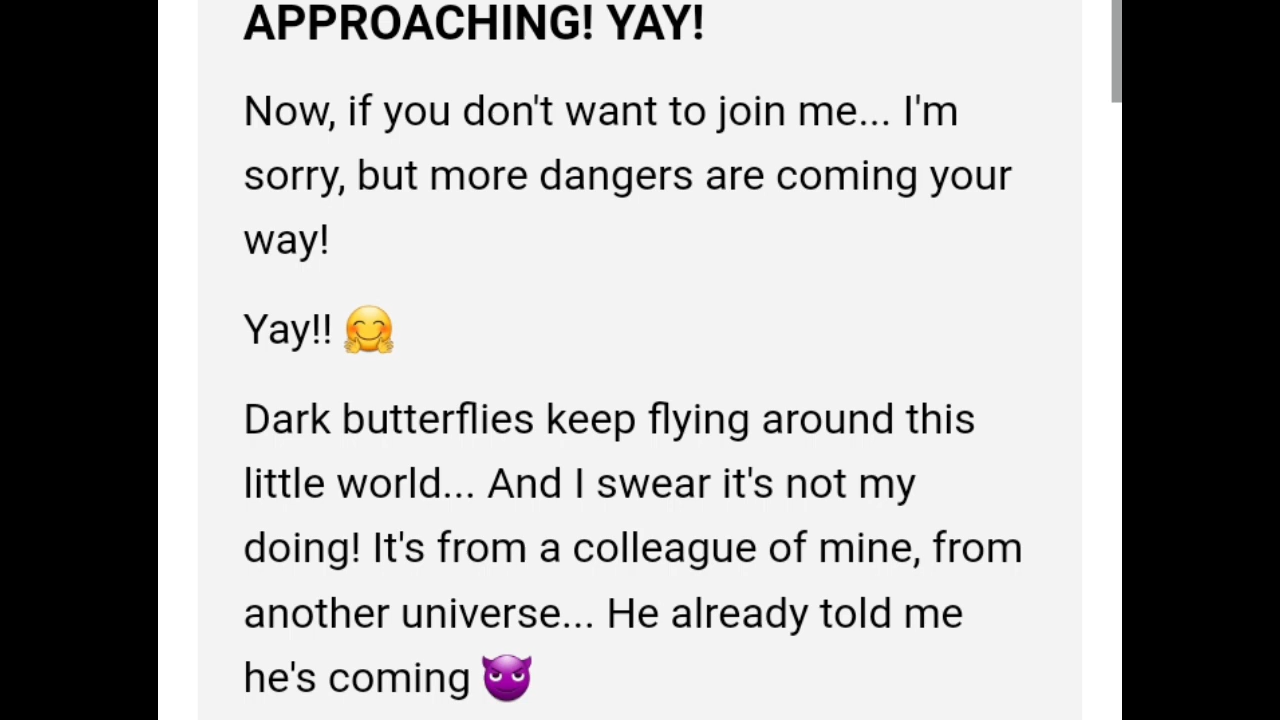 APPROACHING! YAY!
Now, if you don't want to join me... I'm
sorry, but more dangers are coming your
way!
Yay!! 🤗
Dark butterflies keep flying around this
little world... And I swear it's not my
doing! It's from a colleague of mine, from
another universe... He already told me
he's coming 😈